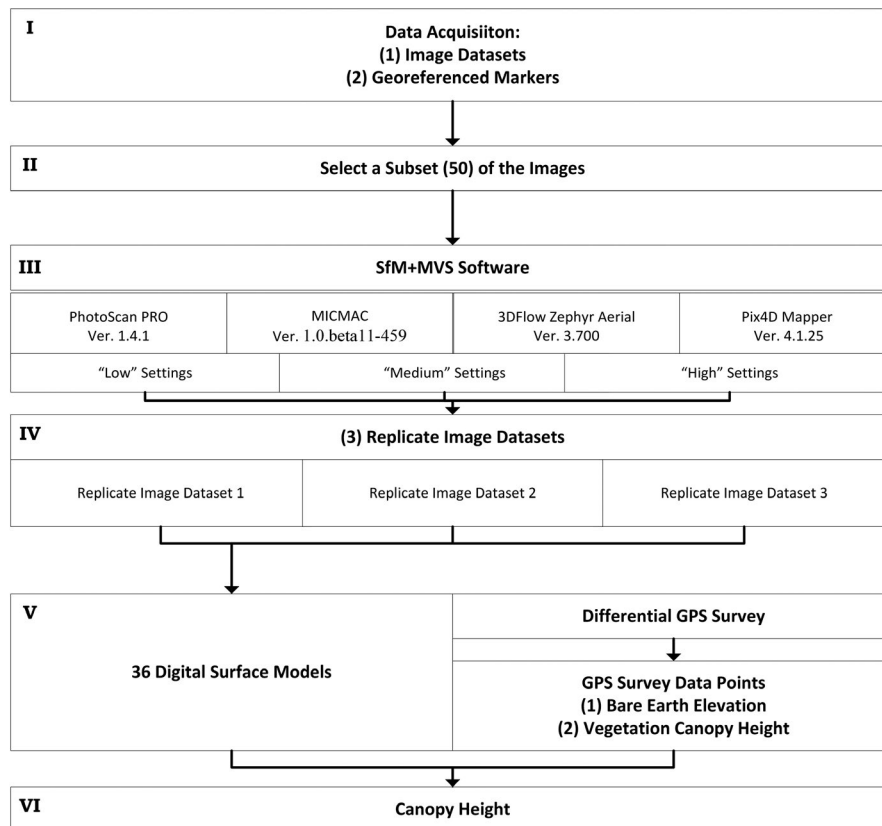 I
Data Acquisiiton:
(1) Image Datasets
(2) Georeferenced Markers
II
Select a Subset (50) of the Images
III
SfM+MVS Software
PhotoScan PRO
Ver. 1.4.1
MICMAC
Ver. 1.0.beta11-459
3DFlow Zephyr Aerial
Ver. 3.700
Pix4D Mapper
Ver. 4.1.25
“Low” Settings
“Medium” Settings
“High” Settings
IV
(3) Replicate Image Datasets
Replicate Image Dataset 1
Replicate Image Dataset 2
Replicate Image Dataset 3
V
36 Digital Surface Models
Differential GPS Survey
GPS Survey Data Points
(1) Bare Earth Elevation
(2) Vegetation Canopy Height
VI
Canopy Height